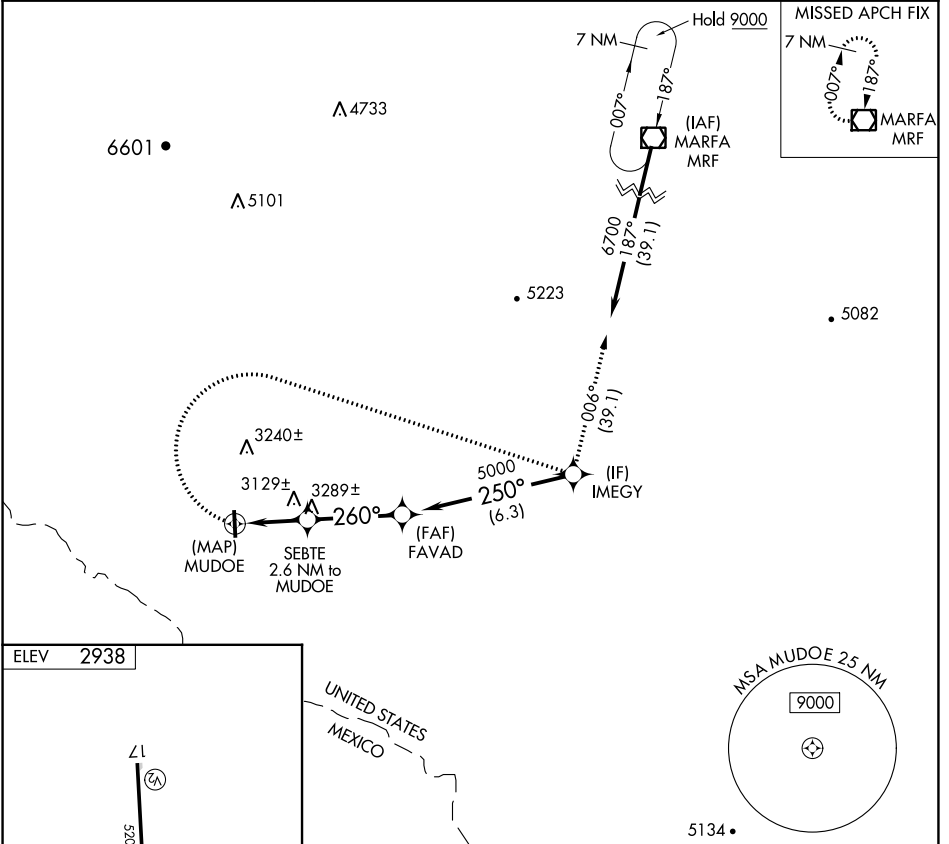 Hold 9000
7 NM
007°
187°
(IAF)
MARFA
MRF
MISSED APCH FIX
7 NM
007°
187°
MARFA
MRF
4733
6601
5101
6700
187°
(39.1)
5223
5082
006°
(39.1)
3240±
3129±
3289±
5000
250°
(6.3)
(IF)
IMEGY
260°
(FAF)
FAVAD
(MAP)
MUDOE
SEBTE
2.6 NM to
MUDOE
ELEV 2938
17
V2
520
UNITED STATES
MEXICO
MSA MUDOE 25 NM
9000
5134